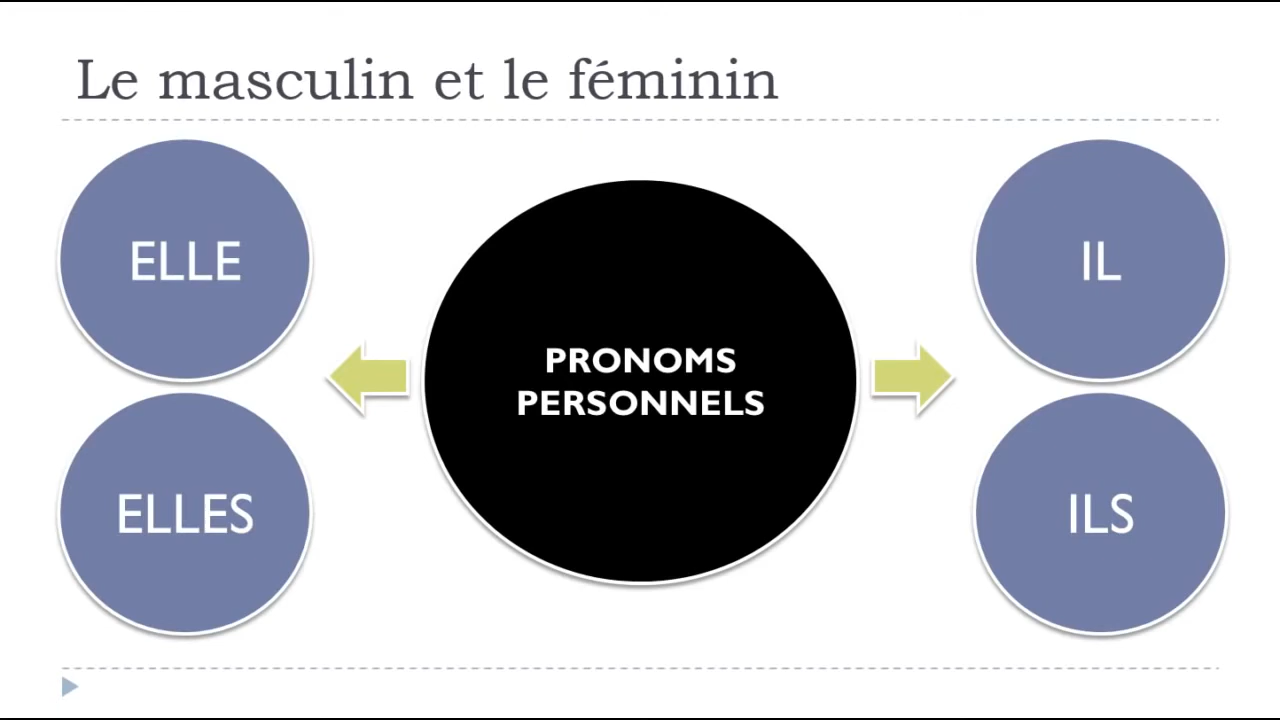 Le masculin et le féminin
ELLE
ELLES
PRONOMS
PERSONNELS
IL
ILS